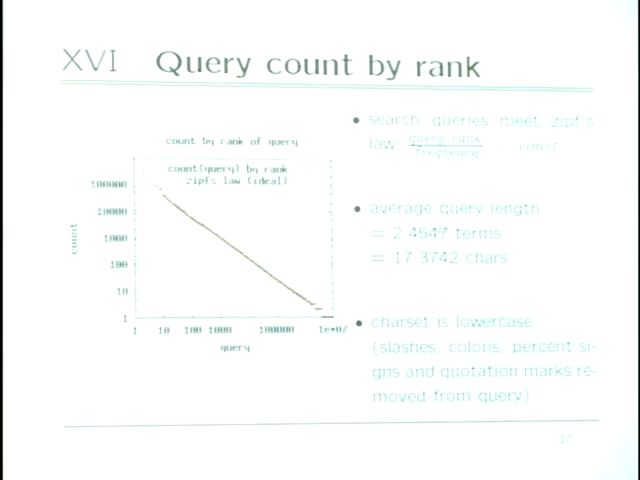 XVI Query count by rank
count by rank of query
count(query) by rank
zipfs law (ideal)
100000
10000
1000
100
10
1
count
1 10 100 1000 100000 1e+07
query
• search queries meet zipf's
law: query rank / frequency ~ const
• average query length
= 2.4547 terms
= 17.3742 chars
• charset is lowercase
(slashes, colons, percent si-
gns and quotation marks re-
moved from query)
17